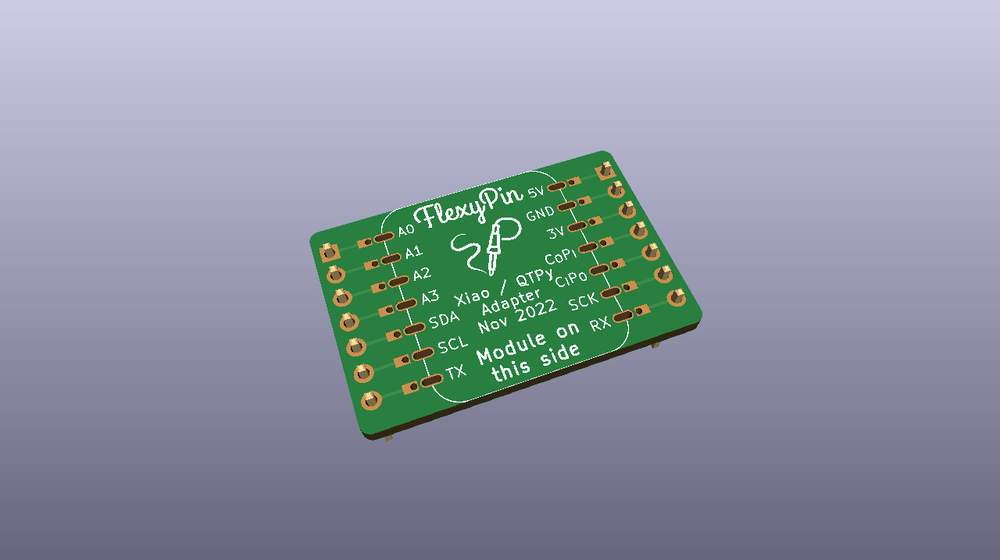 FlexyPin
Xiao / QTPy
Adapter
Nov 2022
Module on
this side
A0
A1
A2
A3
SDA
SCL
TX
5V
GND
3V
CoPi
CiPo
SCK
RX